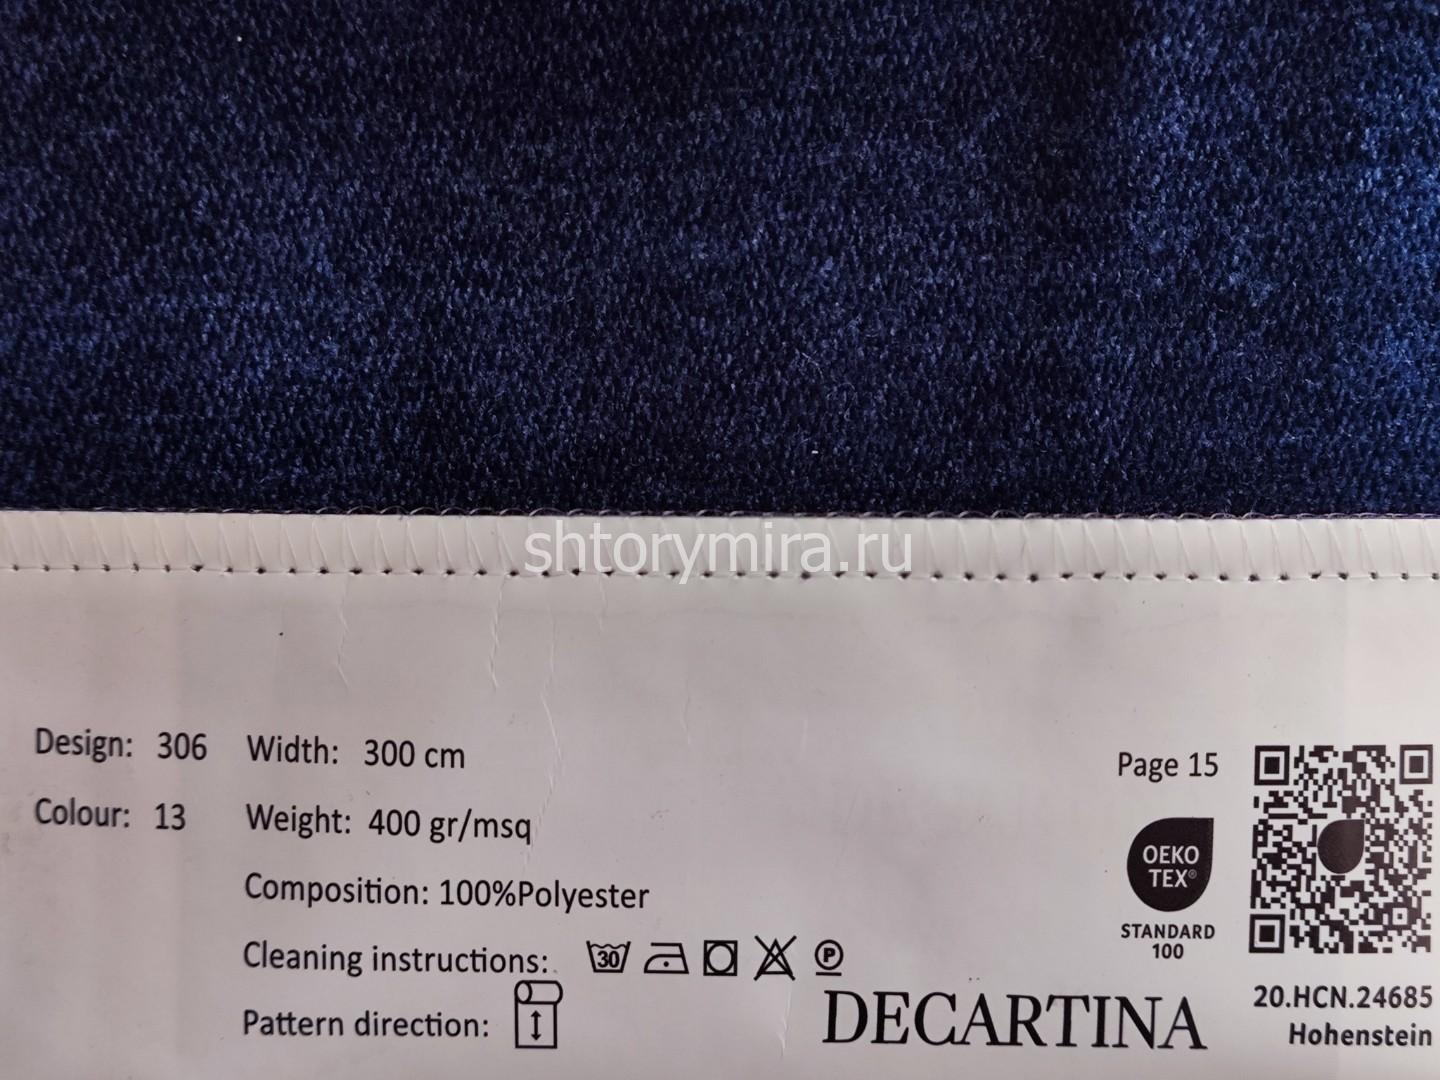 shtorymira.ru
Design: 306 Width: 300 cm
Page 15
Colour: 13 Weight: 400 gr/msq
OEKO
TEX®
Composition: 100%Polyester
STANDARD
100
Cleaning instructions: 30 P
20.HCN.24685
Pattern direction:
DECARTINA
Hohenstein